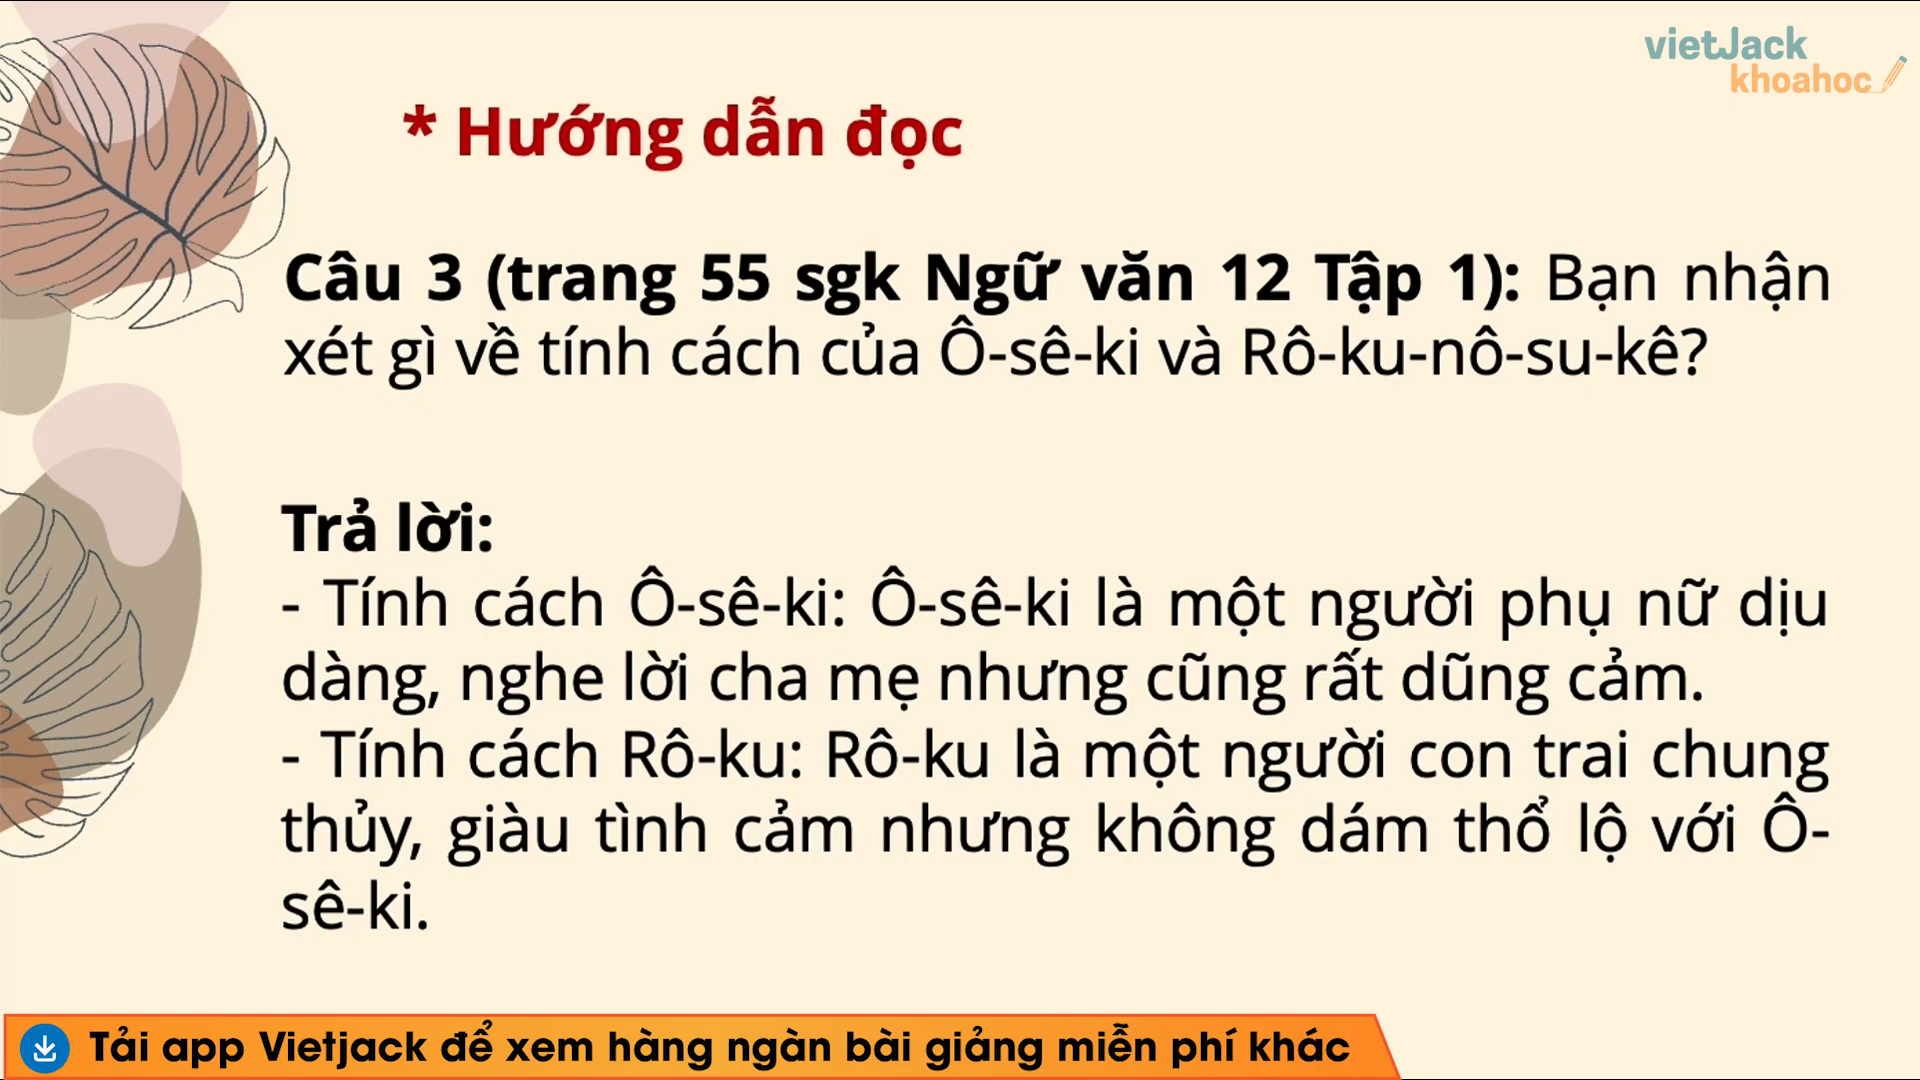 vietJack
khoahoc
* Hướng dẫn đọc
Câu 3 (trang 55 sgk Ngữ văn 12 Tập 1): Bạn nhận
xét gì về tính cách của Ô-sê-ki và Rô-ku-nô-su-kê?
Trả lời:
- Tính cách Ô-sê-ki: Ô-sê-ki là một người phụ nữ dịu
dàng, nghe lời cha mẹ nhưng cũng rất dũng cảm.
- Tính cách Rô-ku: Rô-ku là một người con trai chung
thủy, giàu tình cảm nhưng không dám thổ lộ với Ô-
sê-ki.
Tải app Vietjack để xem hàng ngàn bài giảng miễn phí khác